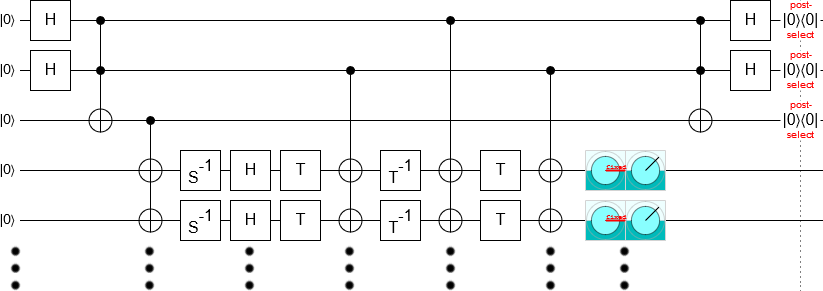 post-
|0⟩ H H |0⟩⟨0|
select
post-
|0⟩ H H |0⟩⟨0|
select
post-
|0⟩ |0⟩⟨0|
select
|0⟩ S⁻¹ H T T⁻¹ T
|0⟩ S⁻¹ H T T⁻¹ T